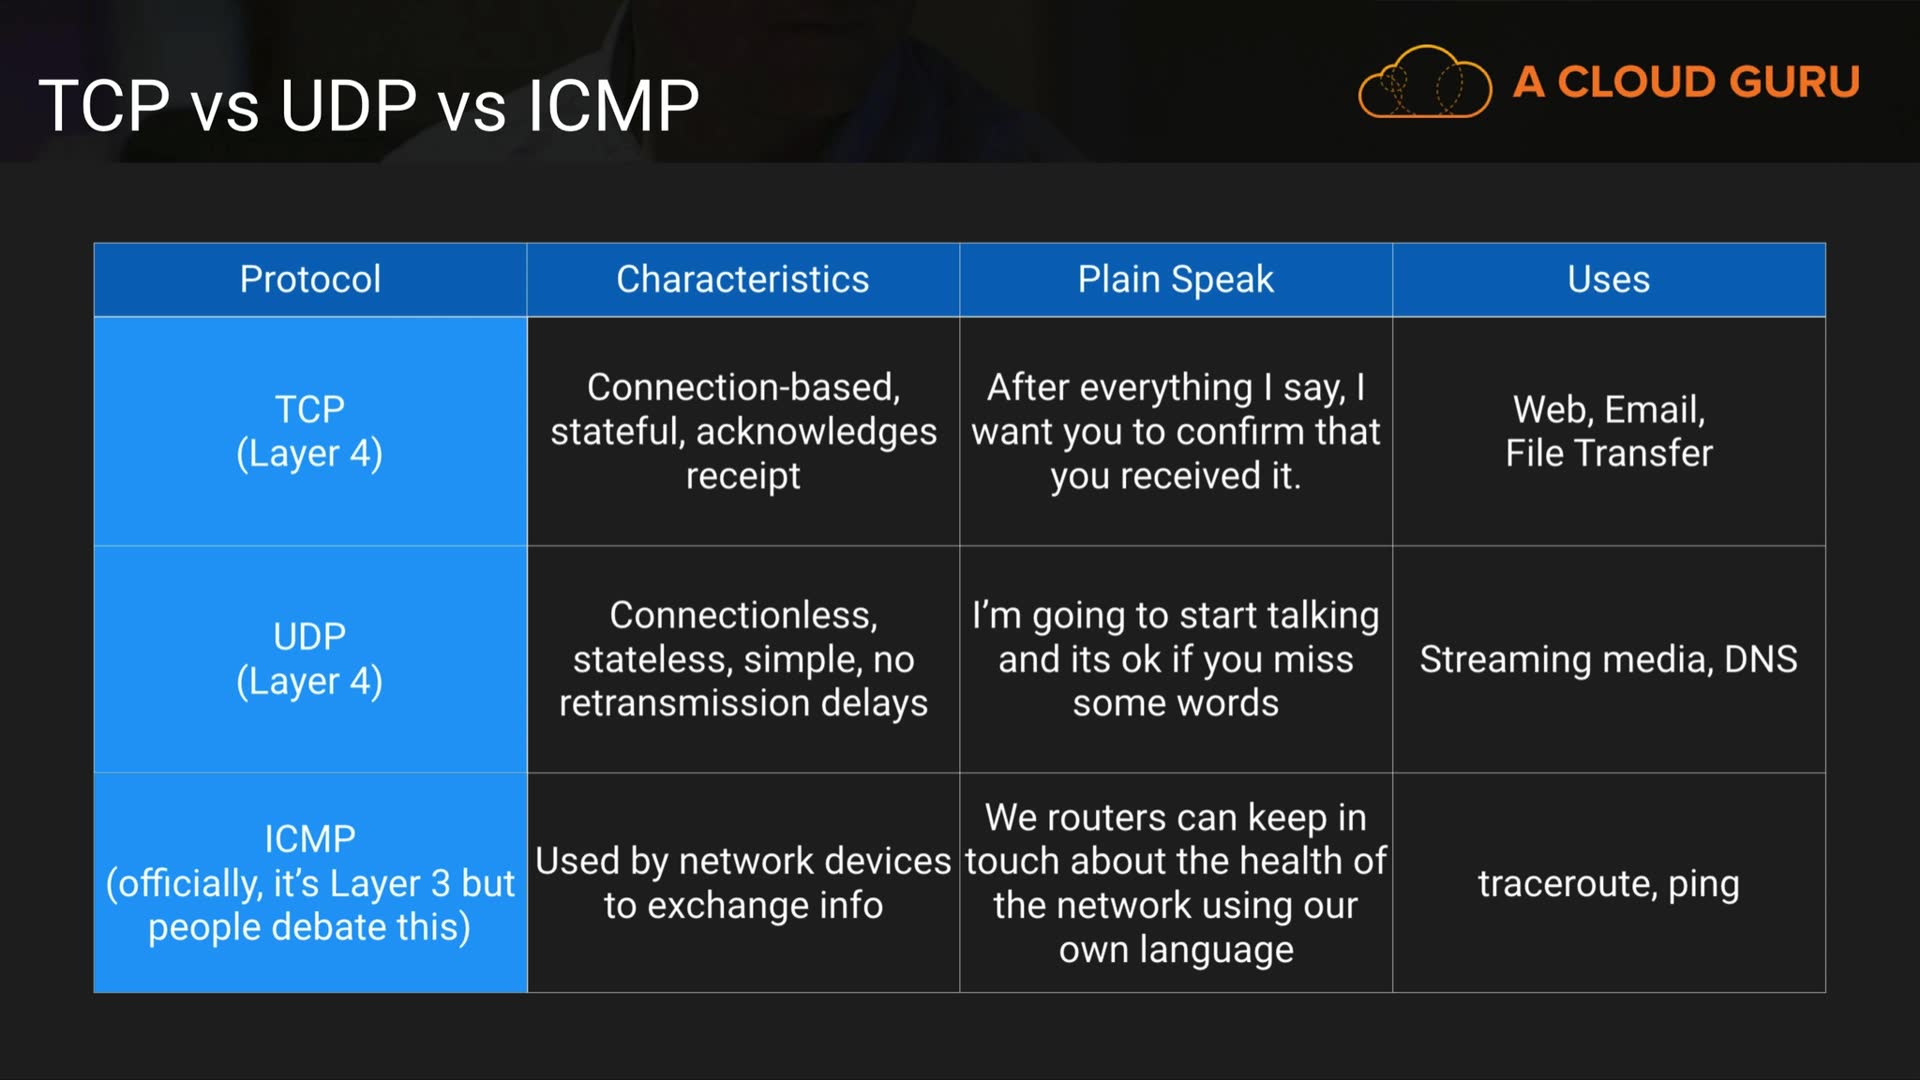 TCP vs UDP vs ICMP
A CLOUD GURU
Protocol
Characteristics
Plain Speak
Uses
TCP
(Layer 4)
Connection-based,
stateful, acknowledges
receipt
After everything I say, I
want you to confirm that
you received it.
Web, Email,
File Transfer
UDP
(Layer 4)
Connectionless,
stateless, simple, no
retransmission delays
I’m going to start talking
and its ok if you miss
some words
Streaming media, DNS
ICMP
(officially, it’s Layer 3 but
people debate this)
Used by network devices
to exchange info
We routers can keep in
touch about the health of
the network using our
own language
traceroute, ping